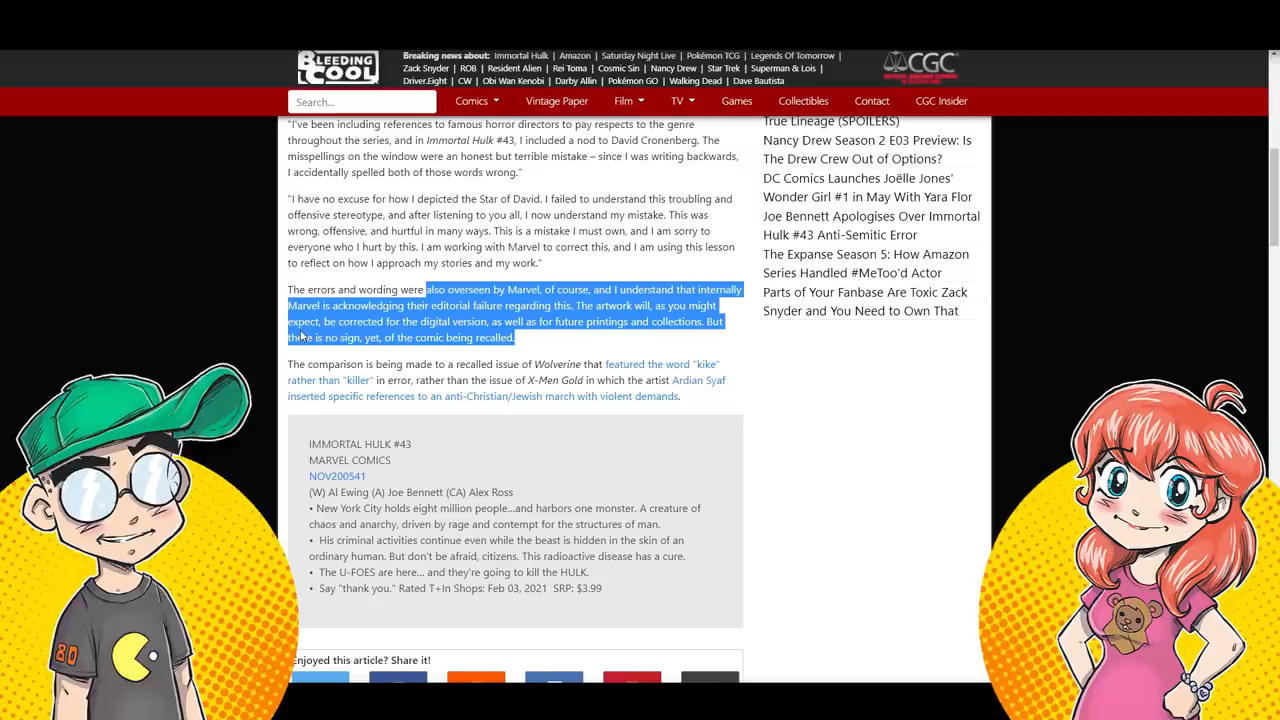 BLEEDING COOL
Breaking news about: Immortal Hulk | Amazon | Saturday Night Live | Pokémon TCG | Legends Of Tomorrow |
Zack Snyder | ROB | Resident Alien | Rei Toma | Cosmic Sin | Nancy Drew | Star Trek | Superman & Lois |
Driver.Eight | CW | Obi Wan Kenobi | Darby Allin | Pokémon GO | Walking Dead | Dave Bautista
CGC
Search...
Comics Vintage Paper Film TV Games Collectibles Contact CGC Insider
"I've been including references to famous horror directors to pay respects to the genre
throughout the series, and in Immortal Hulk #43, I included a nod to David Cronenberg. The
misspellings on the window were an honest but terrible mistake – since I was writing backwards,
I accidentally spelled both of those words wrong."
"I have no excuse for how I depicted the Star of David. I failed to understand this troubling and
offensive stereotype, and after listening to you all, I now understand my mistake. This was
wrong, offensive, and hurtful in many ways. This is a mistake I must own, and I am sorry to
everyone who I hurt by this. I am working with Marvel to correct this, and I am using this lesson
to reflect on how I approach my stories and my work."
The errors and wording were also overseen by Marvel, of course, and I understand that internally
Marvel is acknowledging their editorial failure regarding this. The artwork will, as you might
expect, be corrected for the digital version, as well as for future printings and collections. But
there is no sign, yet, of the comic being recalled.
The comparison is being made to a recalled issue of Wolverine that featured the word "kike"
rather than "killer" in error, rather than the issue of X-Men Gold in which the artist Ardian Syaf
inserted specific references to an anti-Christian/Jewish march with violent demands.
IMMORTAL HULK #43
MARVEL COMICS
NOV200541
(W) Al Ewing (A) Joe Bennett (CA) Alex Ross
• New York City holds eight million people…and harbors one monster. A creature of
chaos and anarchy, driven by rage and contempt for the structures of man.
• His criminal activities continue even while the beast is hidden in the skin of an
ordinary human. But don't be afraid, citizens. This radioactive disease has a cure.
• The U-FOES are here… and they're going to kill the HULK.
• Say "thank you." Rated T+In Shops: Feb 03, 2021 SRP: $3.99
Enjoyed this article? Share it!
True Lineage (SPOILERS)
Nancy Drew Season 2 E03 Preview: Is
The Drew Crew Out of Options?
DC Comics Launches Joëlle Jones'
Wonder Girl #1 in May With Yara Flor
Joe Bennett Apologises Over Immortal
Hulk #43 Anti-Semitic Error
The Expanse Season 5: How Amazon
Series Handled #MeToo'd Actor
Parts of Your Fanbase Are Toxic Zack
Snyder and You Need to Own That
80